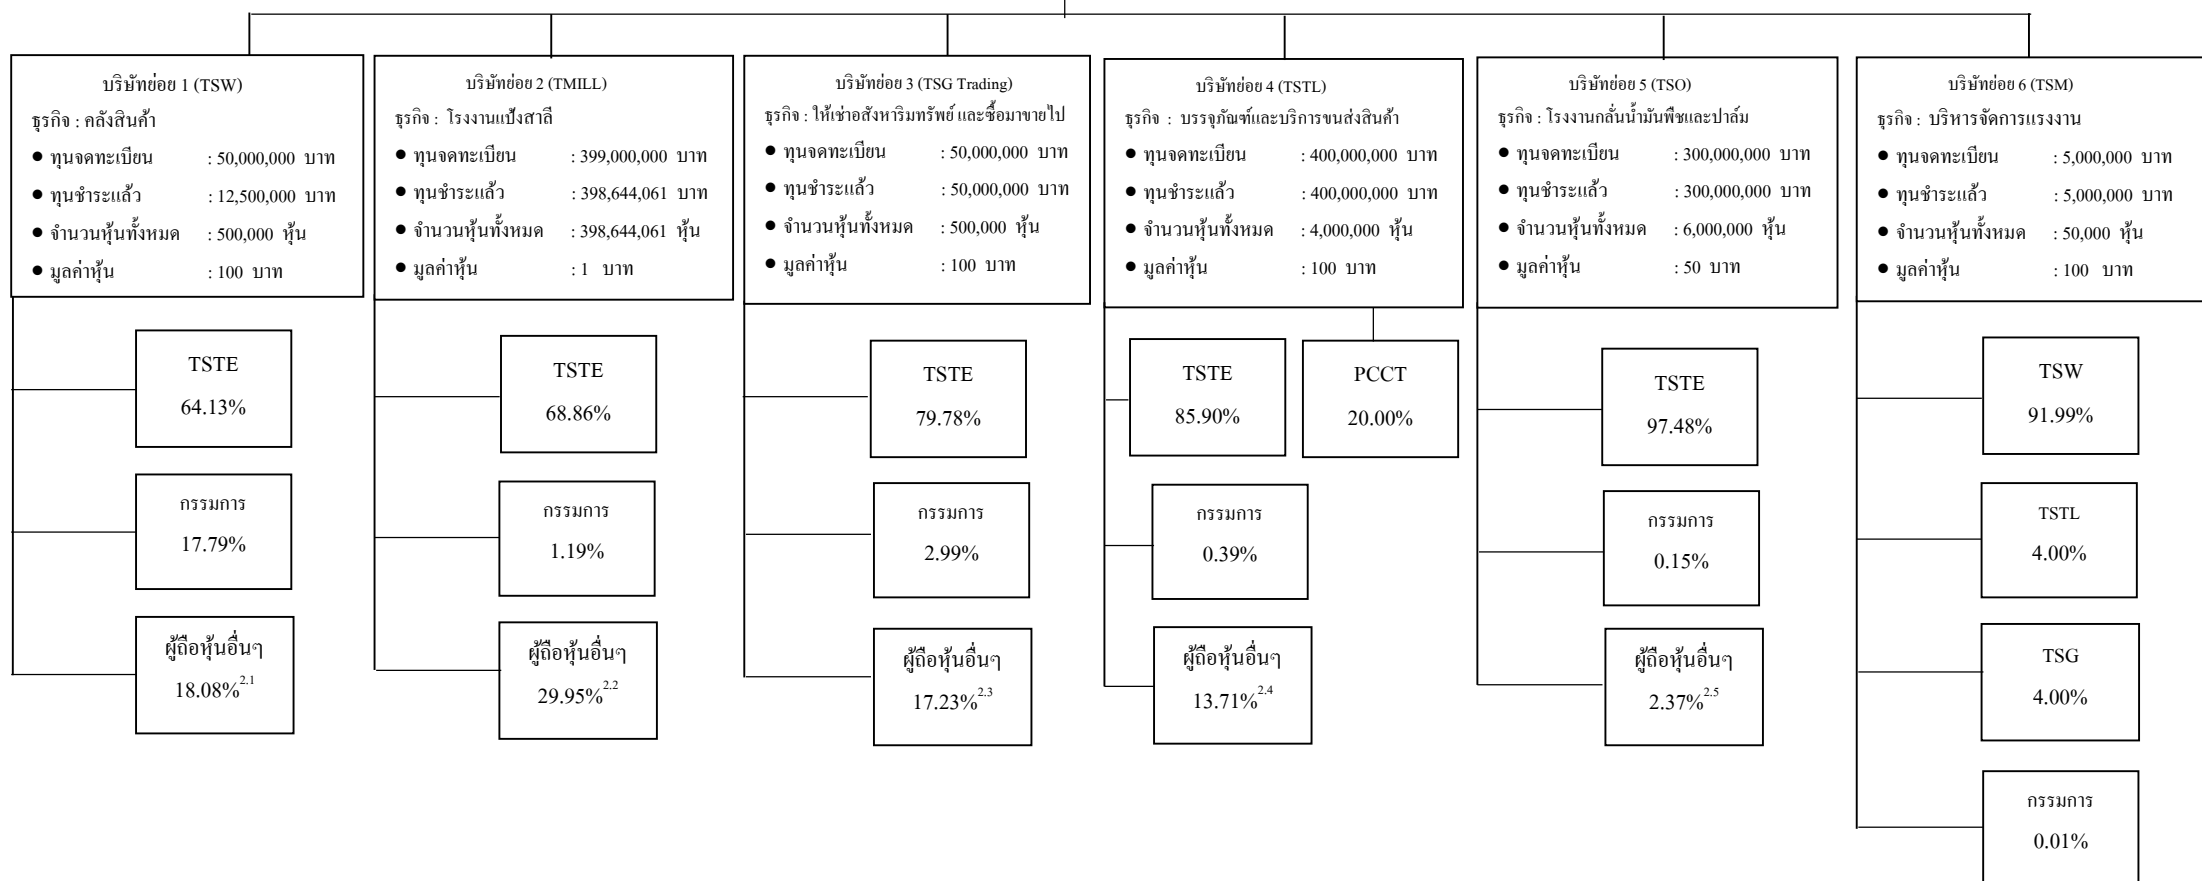 บริษัทย่อย 1 (TSW)
ธุรกิจ : คลังสินค้า
● ทุนจดทะเบียน : 50,000,000 บาท
● ทุนชำระแล้ว : 12,500,000 บาท
● จำนวนหุ้นทั้งหมด : 500,000 หุ้น
● มูลค่าหุ้น : 100 บาท
TSTE
64.13%
กรรมการ
17.79%
ผู้ถือหุ้นอื่นๆ
18.08%2.1
บริษัทย่อย 2 (TMILL)
ธุรกิจ : โรงงานแป้งสาลี
● ทุนจดทะเบียน : 399,000,000 บาท
● ทุนชำระแล้ว : 398,644,061 บาท
● จำนวนหุ้นทั้งหมด : 398,644,061 หุ้น
● มูลค่าหุ้น : 1 บาท
TSTE
68.86%
กรรมการ
1.19%
ผู้ถือหุ้นอื่นๆ
29.95%2.2
บริษัทย่อย 3 (TSG Trading)
ธุรกิจ : ให้เช่าอสังหาริมทรัพย์ และซื้อมาขายไป
● ทุนจดทะเบียน : 50,000,000 บาท
● ทุนชำระแล้ว : 50,000,000 บาท
● จำนวนหุ้นทั้งหมด : 500,000 หุ้น
● มูลค่าหุ้น : 100 บาท
TSTE
79.78%
กรรมการ
2.99%
ผู้ถือหุ้นอื่นๆ
17.23%2.3
บริษัทย่อย 4 (TSTL)
ธุรกิจ : บรรจุภัณฑ์และบริการขนส่งสินค้า
● ทุนจดทะเบียน : 400,000,000 บาท
● ทุนชำระแล้ว : 400,000,000 บาท
● จำนวนหุ้นทั้งหมด : 4,000,000 หุ้น
● มูลค่าหุ้น : 100 บาท
TSTE
85.90%
PCCT
20.00%
กรรมการ
0.39%
ผู้ถือหุ้นอื่นๆ
13.71%2.4
บริษัทย่อย 5 (TSO)
ธุรกิจ : โรงงานกลั่นน้ำมันพืชและปาล์ม
● ทุนจดทะเบียน : 300,000,000 บาท
● ทุนชำระแล้ว : 300,000,000 บาท
● จำนวนหุ้นทั้งหมด : 6,000,000 หุ้น
● มูลค่าหุ้น : 50 บาท
TSTE
97.48%
กรรมการ
0.15%
ผู้ถือหุ้นอื่นๆ
2.37%2.5
บริษัทย่อย 6 (TSM)
ธุรกิจ : บริหารจัดการแรงงาน
● ทุนจดทะเบียน : 5,000,000 บาท
● ทุนชำระแล้ว : 5,000,000 บาท
● จำนวนหุ้นทั้งหมด : 50,000 หุ้น
● มูลค่าหุ้น : 100 บาท
TSW
91.99%
TSTL
4.00%
TSG
4.00%
กรรมการ
0.01%